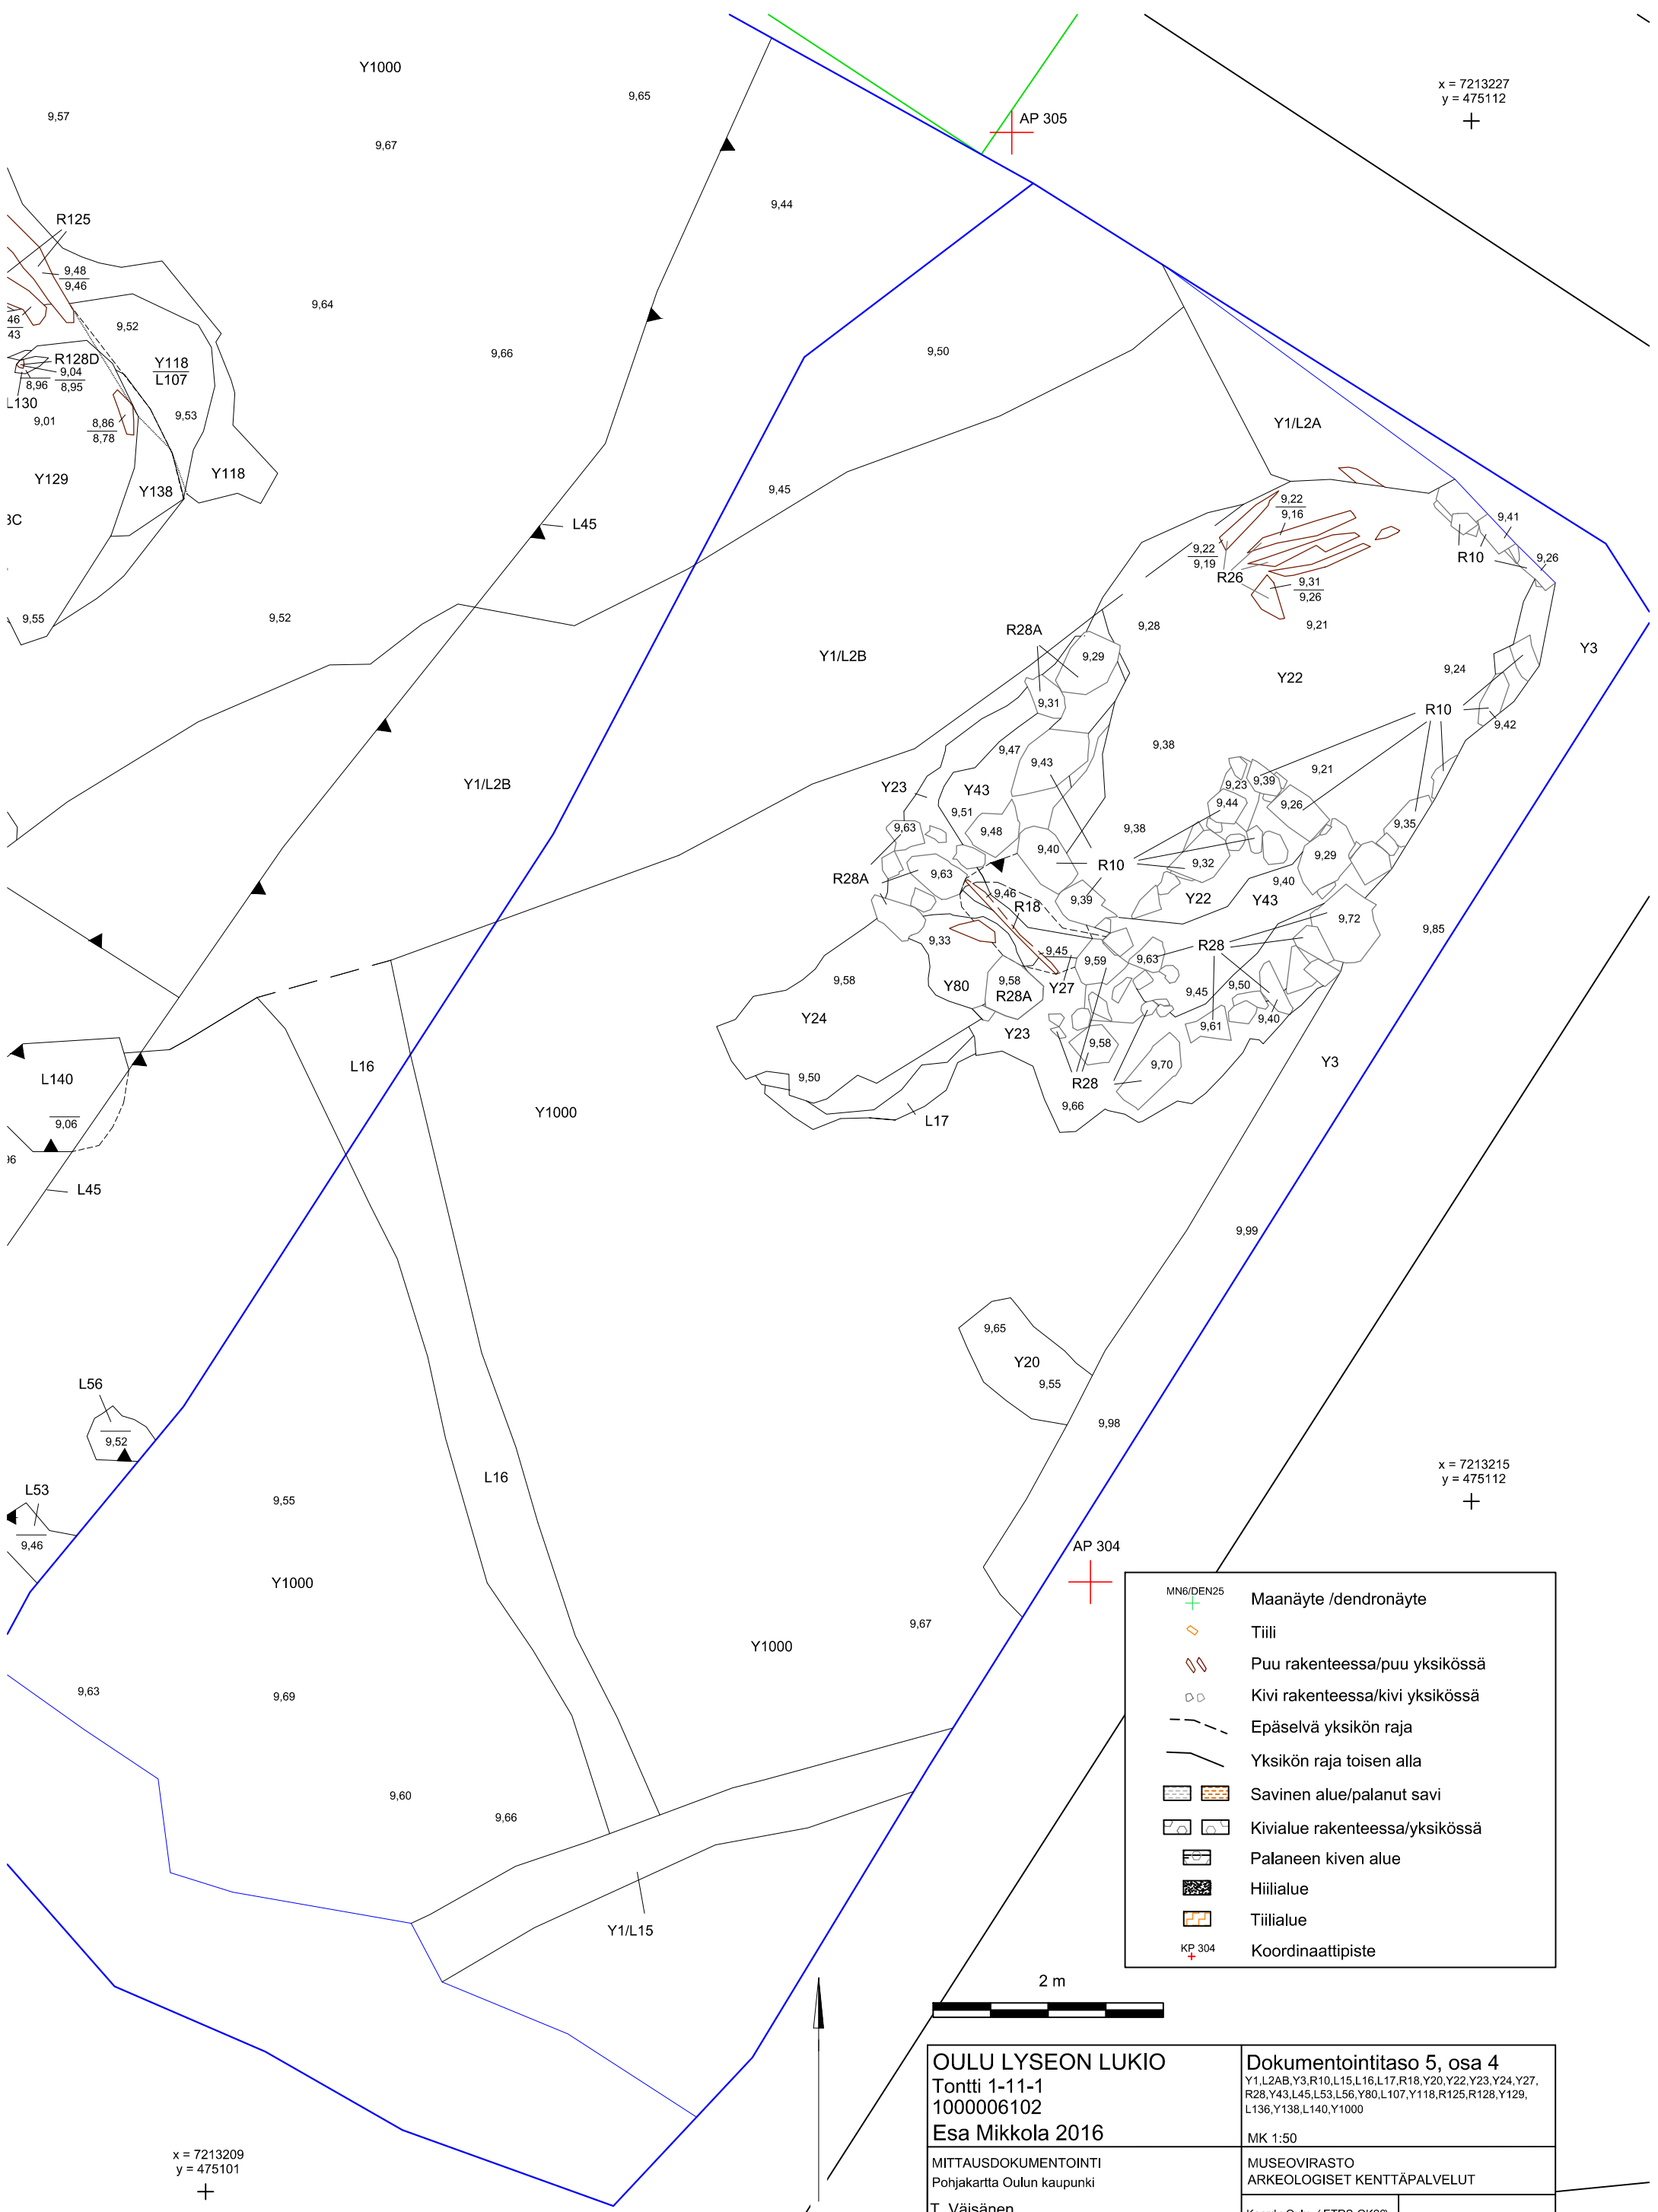 Y1000
9,57
9,65
9,67
AP 305
x = 7213227
y = 475112
9,44
R125
9,48
9,46
9,64
46
43
9,52
9,66
9,50
R128D
9,04
8,96
8,95
Y118
L107
L130
9,01
9,53
8,86
8,78
Y1/L2A
Y129
Y138
Y118
9,45
9,22
9,16
L45
9,41
R10
9,26
9,22
9,19
R26
9,31
9,26
9,21
9,55
9,52
9,28
R28A
Y1/L2B
9,29
Y3
9,24
Y22
9,31
R10
9,42
9,47
9,43
9,38
9,21
Y1/L2B
Y23
Y43
9,23
9,39
9,51
9,44
9,26
9,63
9,48
9,38
9,35
9,40
R10
9,32
9,29
R28A
9,63
9,40
9,46
R18
9,39
Y22
Y43
9,72
9,85
9,33
9,45
9,59
9,63
R28
9,58
Y80
9,58
R28A
Y27
9,45
9,50
Y24
Y23
9,61
9,40
9,58
Y3
L16
L140
9,50
R28
9,70
9,06
Y1000
L17
9,66
96
L45
9,99
9,65
Y20
9,55
L56
9,52
9,98
x = 7213215
y = 475112
L16
L53
9,55
9,46
AP 304
Y1000
9,67
Y1000
9,63
9,69
9,60
9,66
Y1/L15
MN6/DEN25
Maanäyte /dendronäyte
Tiili
Puu rakenteessa/puu yksikössä
Kivi rakenteessa/kivi yksikössä
Epäselvä yksikön raja
Yksikön raja toisen alla
Savinen alue/palanut savi
Kivialue rakenteessa/yksikössä
Palaneen kiven alue
Hiilialue
Tiilialue
KP 304
Koordinaattipiste
2 m
OULU LYSEON LUKIO
Tontti 1-11-1
1000006102
Esa Mikkola 2016
Dokumentointitaso 5, osa 4
Y1,L2AB,Y3,R10,L15,L16,L17,R18,Y20,Y22,Y23,Y24,Y27,
R28,Y43,L45,L53,L56,Y80,L107,Y118,R125,R128,Y129,
L136,Y138,L140,Y1000
MK 1:50
MITTAUSDOKUMENTOINTI
Pohjakartta Oulun kaupunki
T. Väisänen
MUSEOVIRASTO
ARKEOLOGISET KENTTÄPALVELUT
x = 7213209
y = 475101